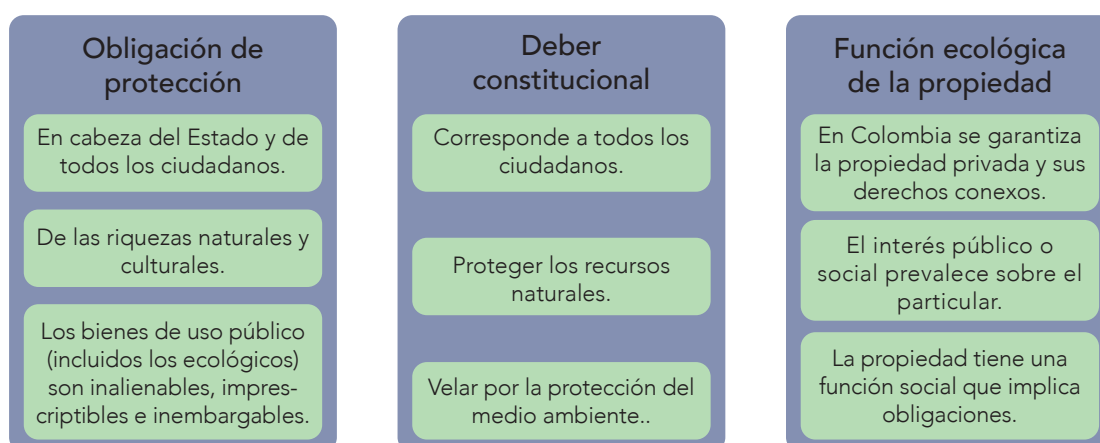 Obligación de
protección
En cabeza del Estado y de
todos los ciudadanos.
De las riquezas naturales y
culturales.
Los bienes de uso público
(incluidos los ecológicos)
son inalienables, impres-
criptibles e inembargables.
Deber
constitucional
Corresponde a todos los
ciudadanos.
Proteger los recursos
naturales.
Velar por la protección del
medio ambiente..
Función ecológica
de la propiedad
En Colombia se garantiza
la propiedad privada y sus
derechos conexos.
El interés público o
social prevalece sobre el
particular.
La propiedad tiene una
función social que implica
obligaciones.